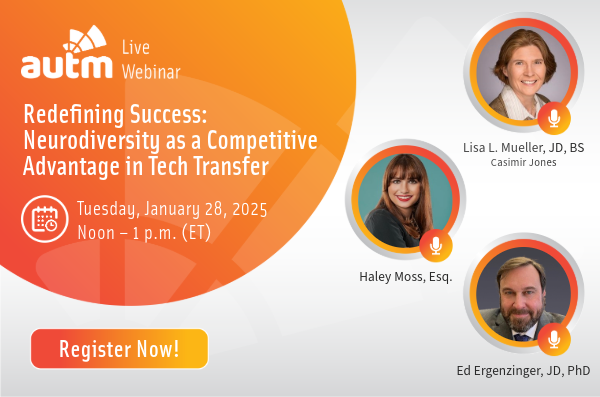 autm
Live
Webinar
Redefining Success:
Neurodiversity as a Competitive
Advantage in Tech Transfer
Tuesday, January 28, 2025
Noon – 1 p.m. (ET)
Register Now!
Lisa L. Mueller, JD, BS
Casimir Jones
Haley Moss, Esq.
Ed Ergenzinger, JD, PhD